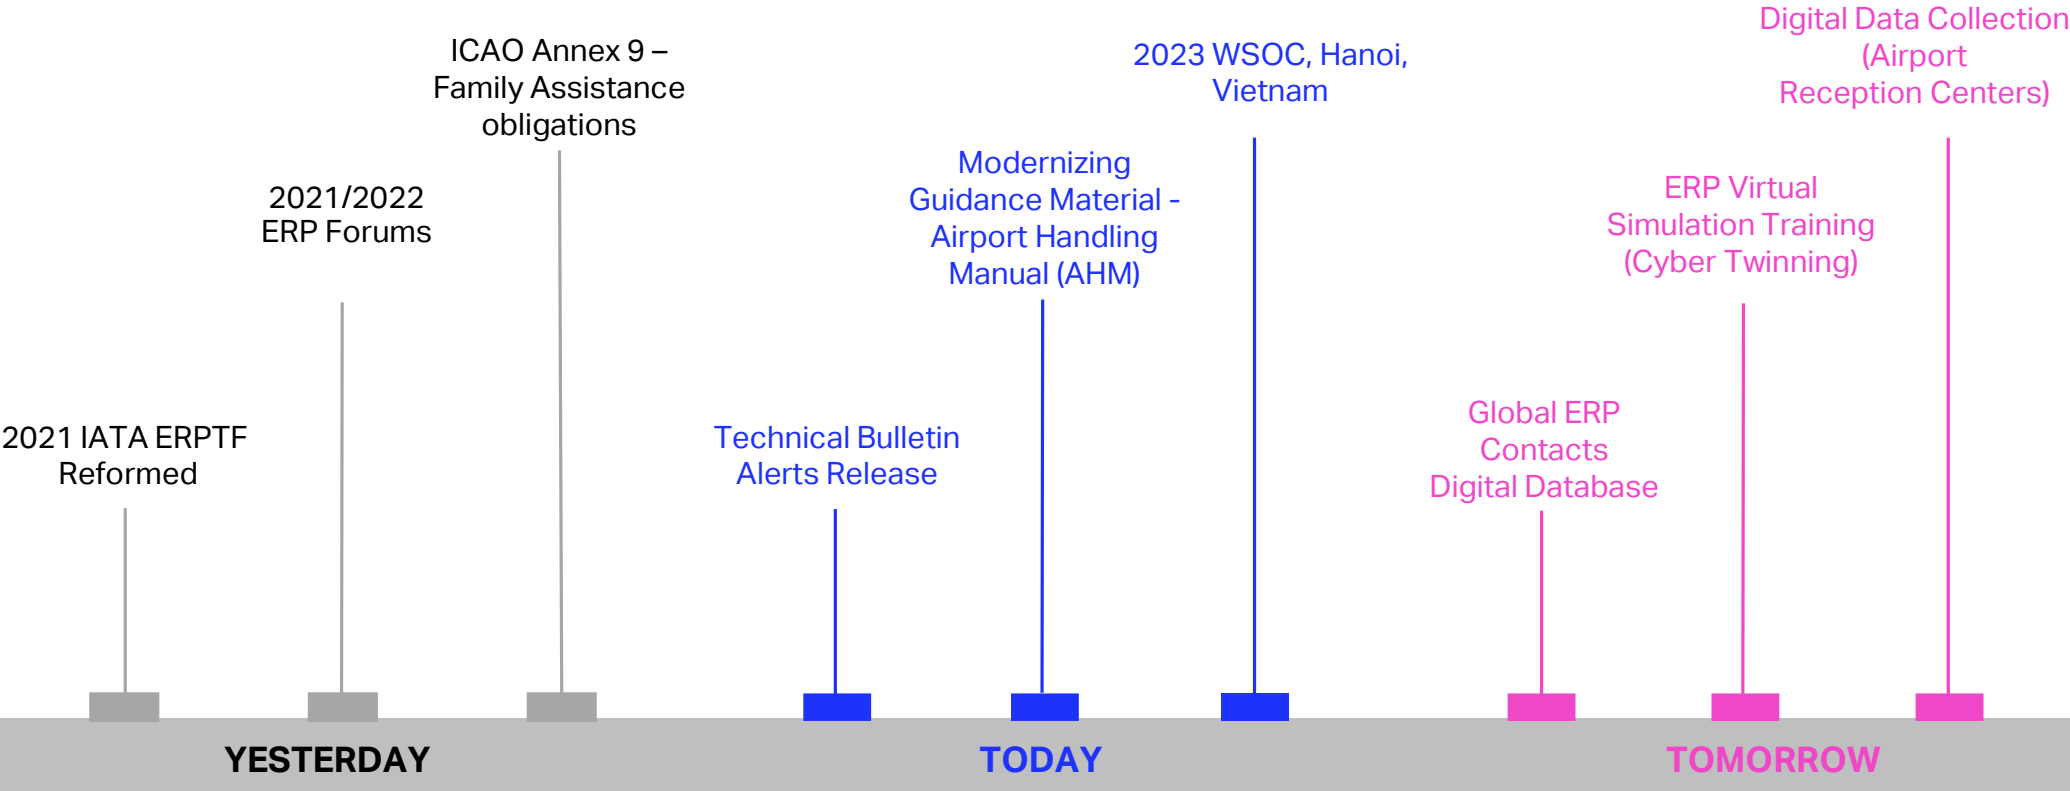 2021 IATA ERPTF
Reformed
2021/2022
ERP Forums
ICAO Annex 9 –
Family Assistance
obligations
Technical Bulletin
Alerts Release
Modernizing
Guidance Material -
Airport Handling
Manual (AHM)
2023 WSOC, Hanoi,
Vietnam
Global ERP
Contacts
Digital Database
ERP Virtual
Simulation Training
(Cyber Twinning)
Digital Data Collection
(Airport
Reception Centers)
YESTERDAY
TODAY
TOMORROW